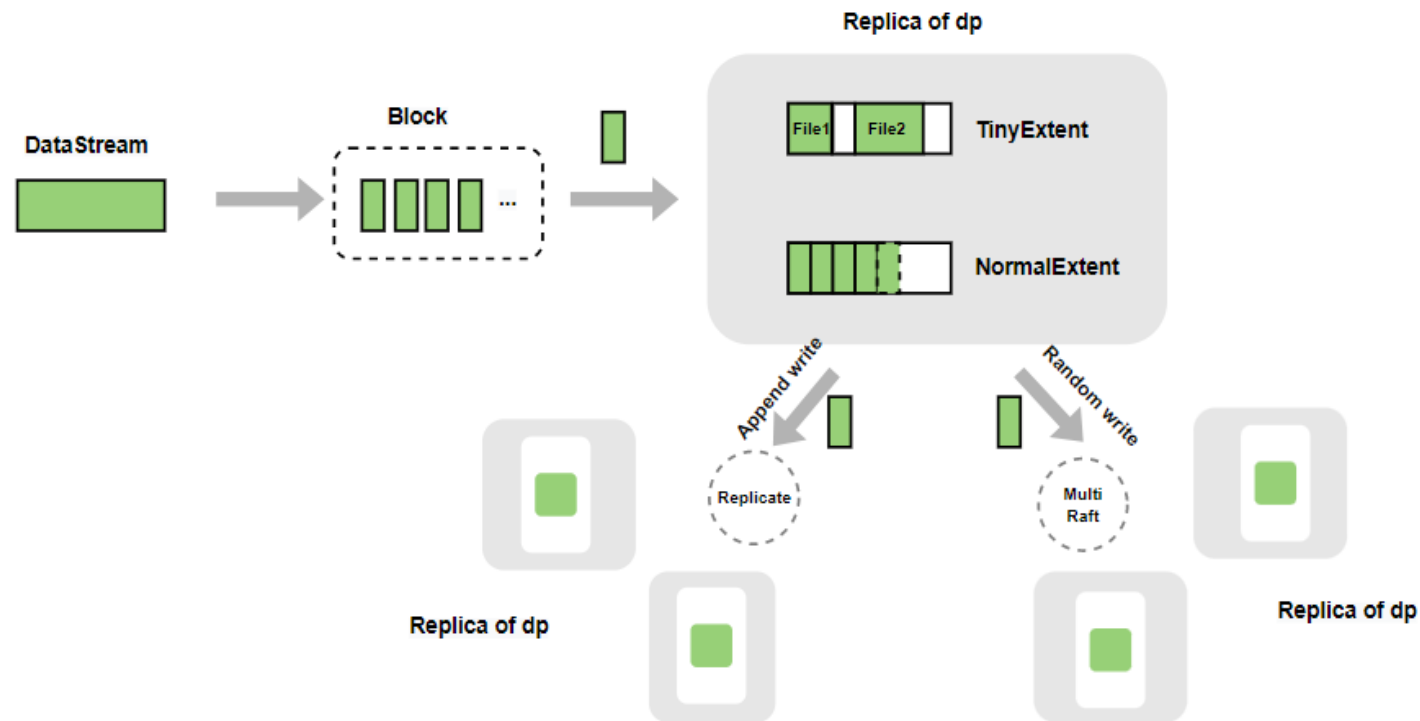 Replica of dp
Block
DataStream
...
File1
File2
TinyExtent
NormalExtent
Append write
Random write
Replicate
Multi
Raft
Replica of dp
Replica of dp